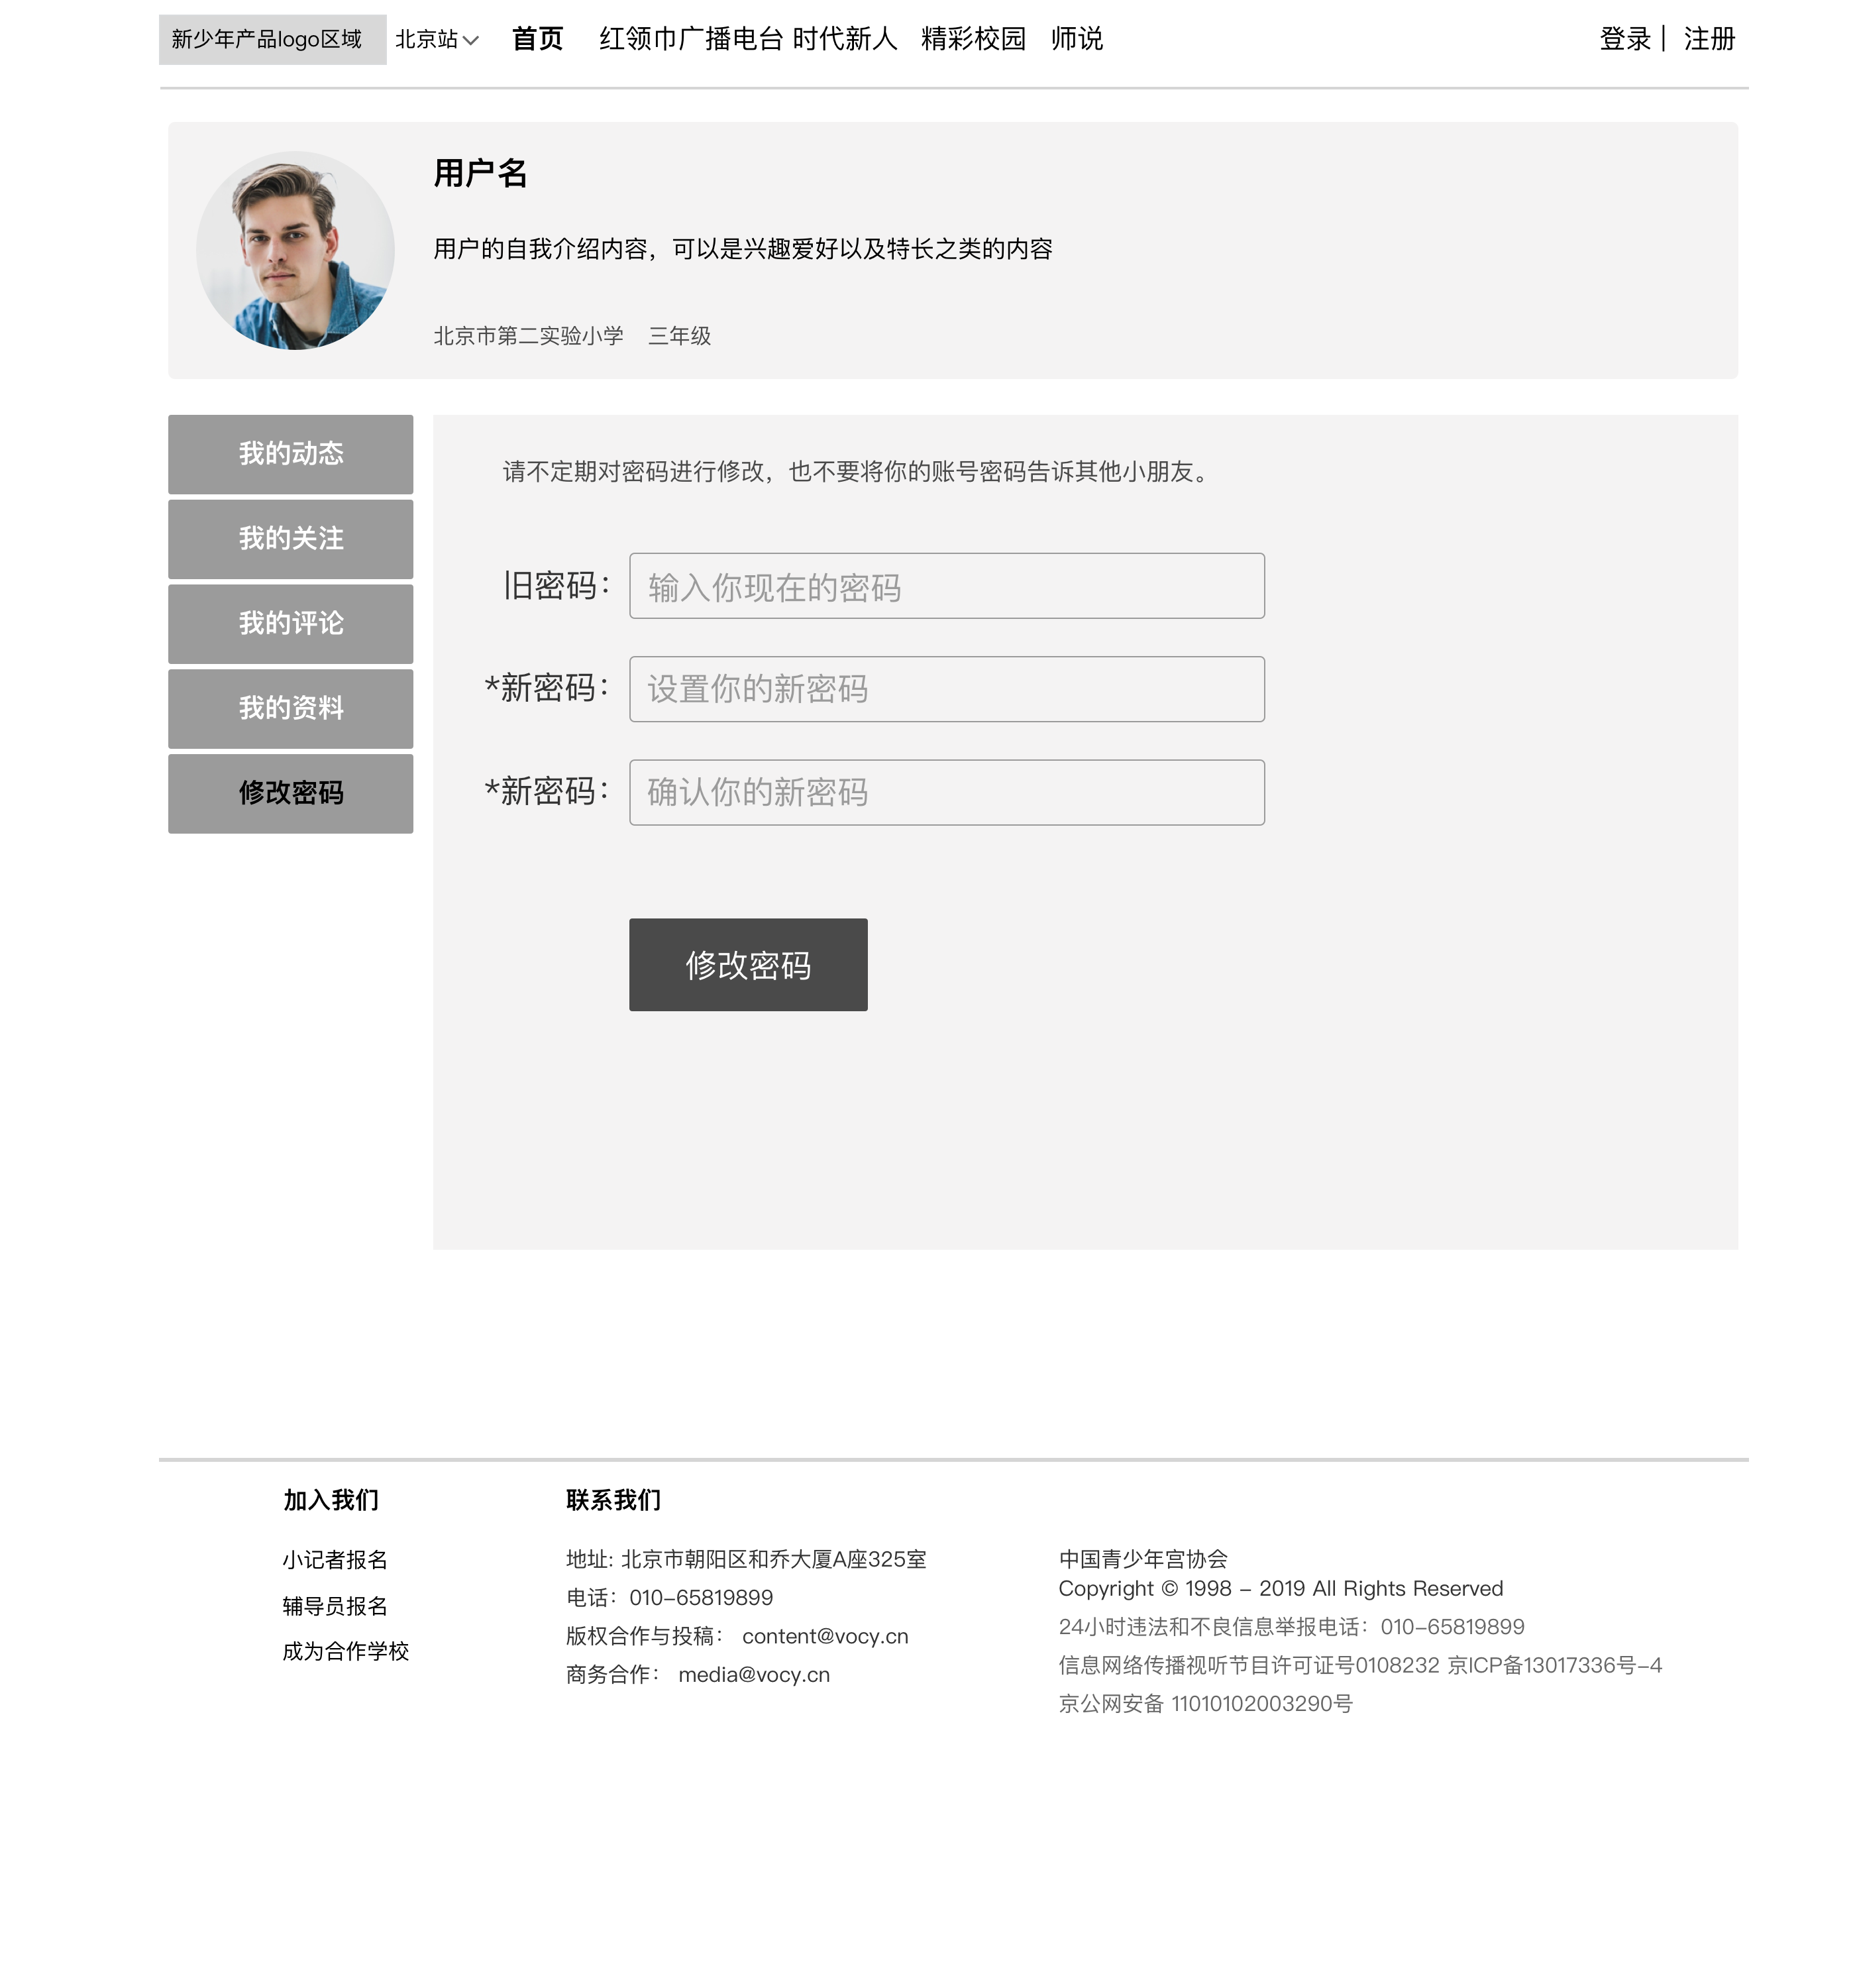 新少年产品logo区域 北京站 首页 红领巾广播电台 时代新人 精彩校园 师说 登录 | 注册
用户名
用户的自我介绍内容，可以是兴趣爱好以及特长之类的内容
北京市第二实验小学 三年级
我的动态
我的关注
我的评论
我的资料
修改密码
请不定期对密码进行修改，也不要将你的账号密码告诉其他小朋友。
旧密码： 输入你现在的密码
*新密码： 设置你的新密码
*新密码： 确认你的新密码
修改密码
加入我们
小记者报名
辅导员报名
成为合作学校
联系我们
地址: 北京市朝阳区和乔大厦A座325室
电话：010-65819899
版权合作与投稿： content@vocy.cn
商务合作： media@vocy.cn
中国青少年宫协会
Copyright © 1998 - 2019 All Rights Reserved
24小时违法和不良信息举报电话：010-65819899
信息网络传播视听节目许可证号0108232 京ICP备13017336号-4
京公网安备 11010102003290号